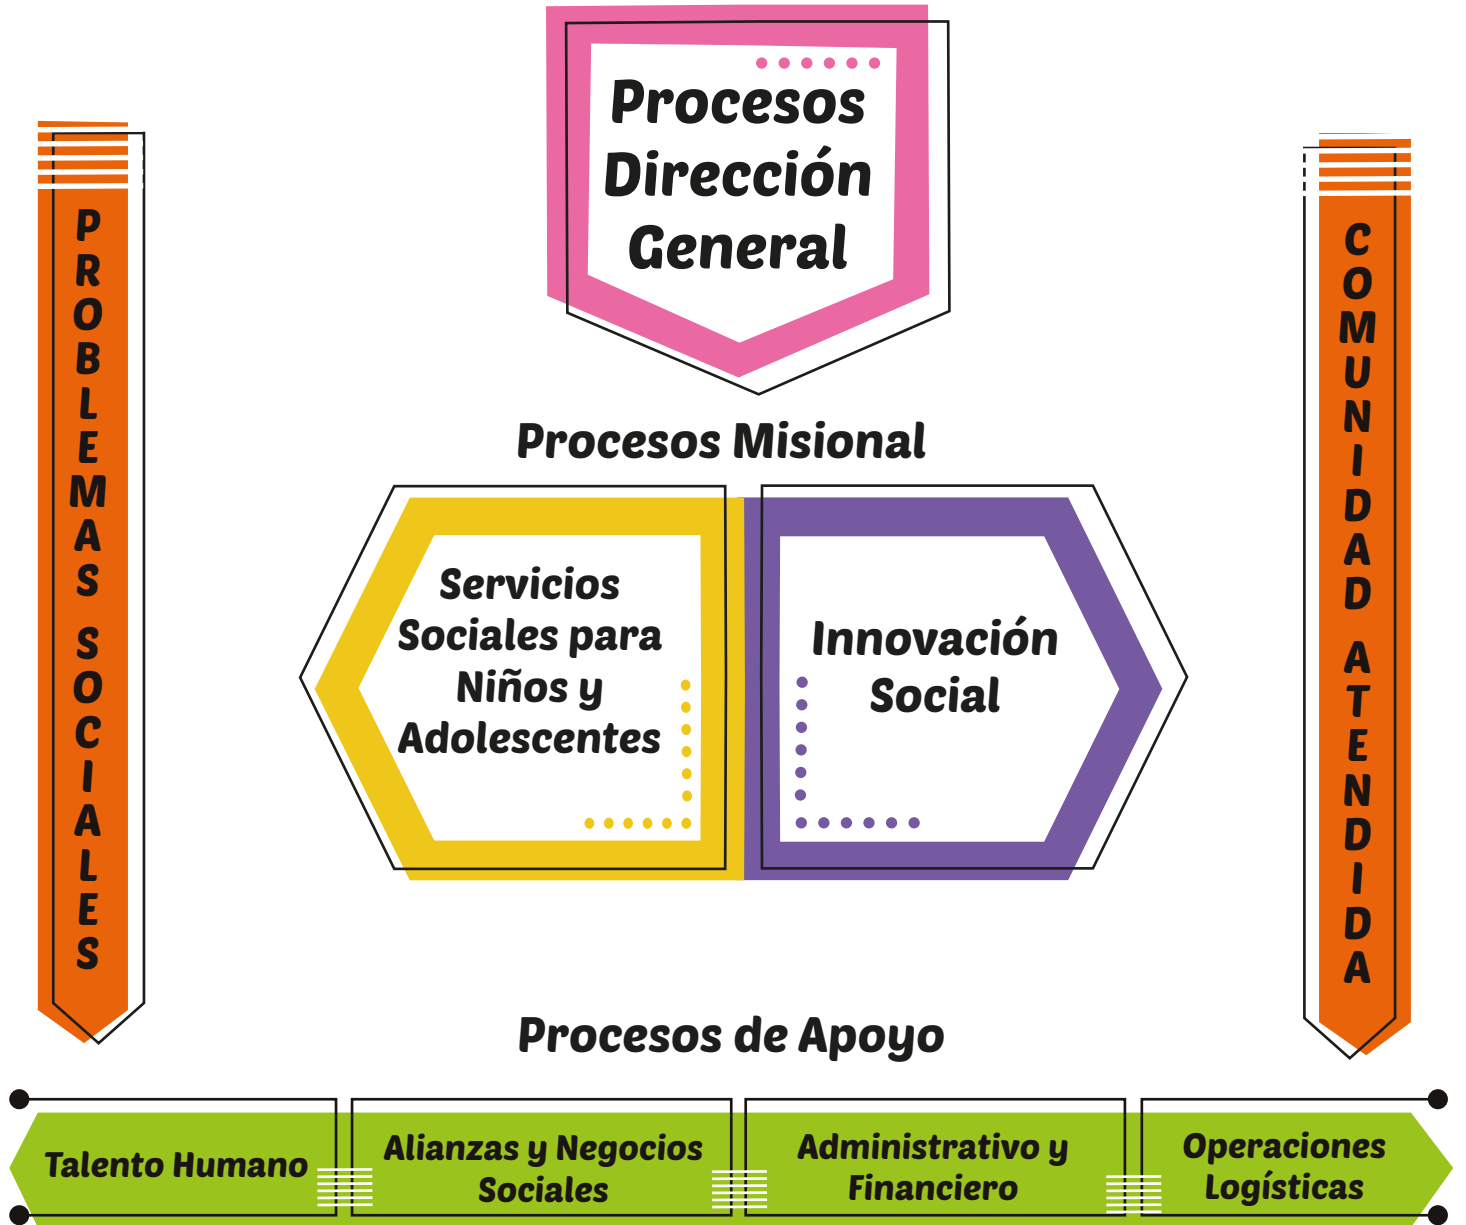 Procesos
Dirección
General
PROBLEMAS SOCIALES
COMUNIDAD ATENDIDA
Procesos Misional
Servicios
Sociales para
Niños y
Adolescentes
Innovación
Social
Procesos de Apoyo
Talento Humano
Alianzas y Negocios
Sociales
Administrativo y
Financiero
Operaciones
Logísticas